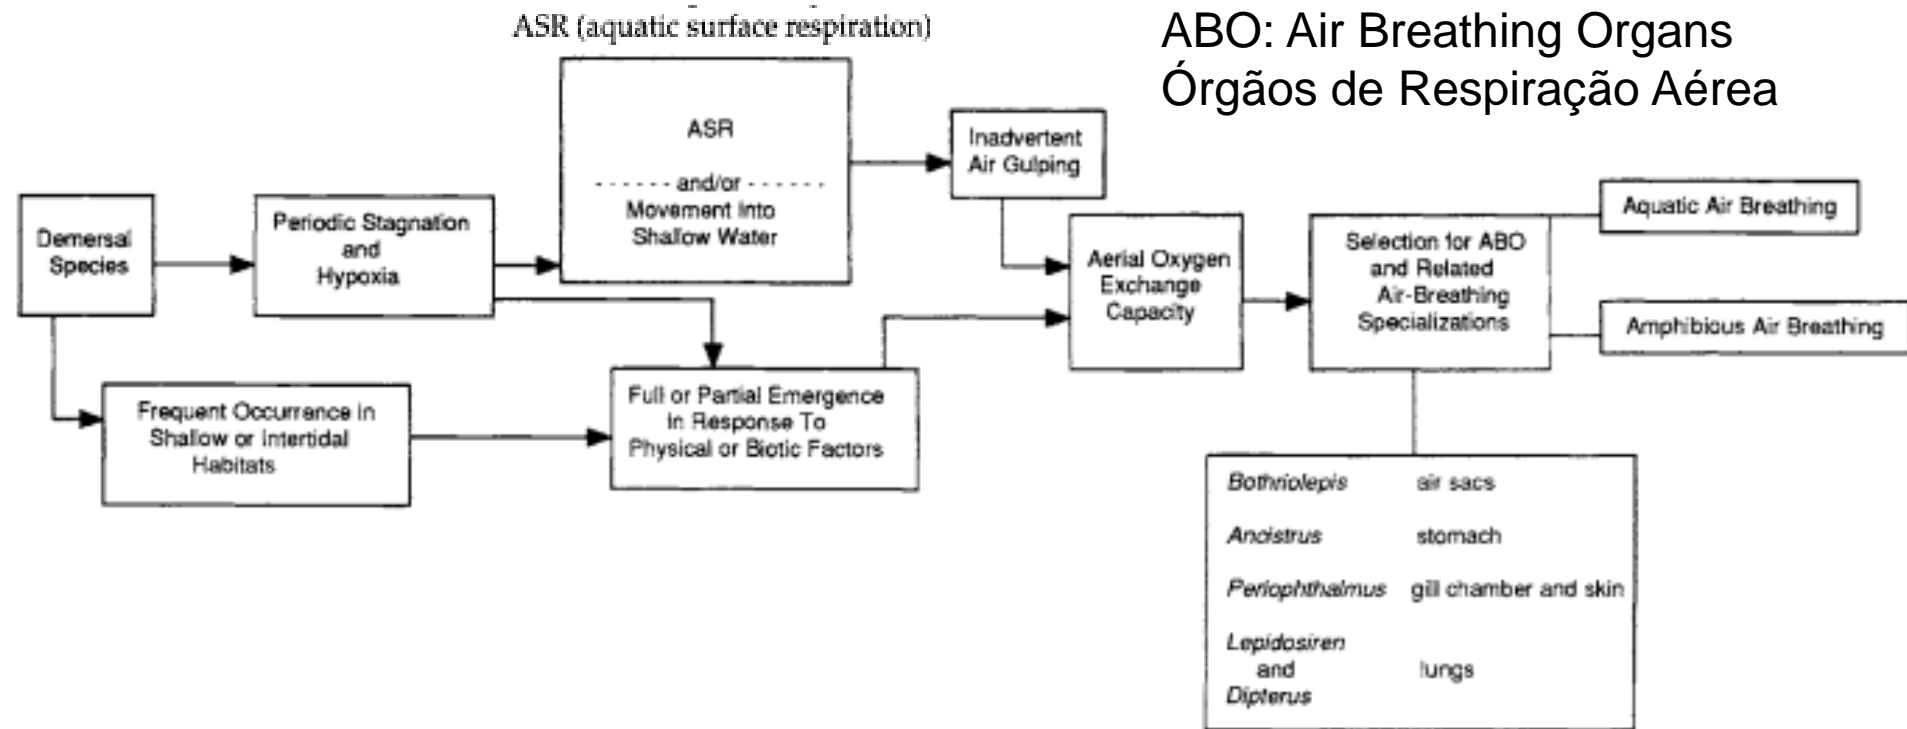 ASR (aquatic surface respiration)
ABO: Air Breathing Organs
Órgãos de Respiração Aérea
Demersal
Species
Periodic Stagnation
and
Hypoxia
ASR
and/or
Movement Into
Shallow Water
Inadvertent
Air Gulping
Frequent Occurrence in
Shallow or Intertidal
Habitats
Full or Partial Emergence
In Response To
Physical or Biotic Factors
Aerial Oxygen
Exchange
Capacity
Selection for ABO
and Related
Air-Breathing
Specializations
Aquatic Air Breathing
Amphibious Air Breathing
Bothriolepis air sacs
Ancistrus stomach
Periophthalmus gill chamber and skin
Lepidosiren
and lungs
Dipterus